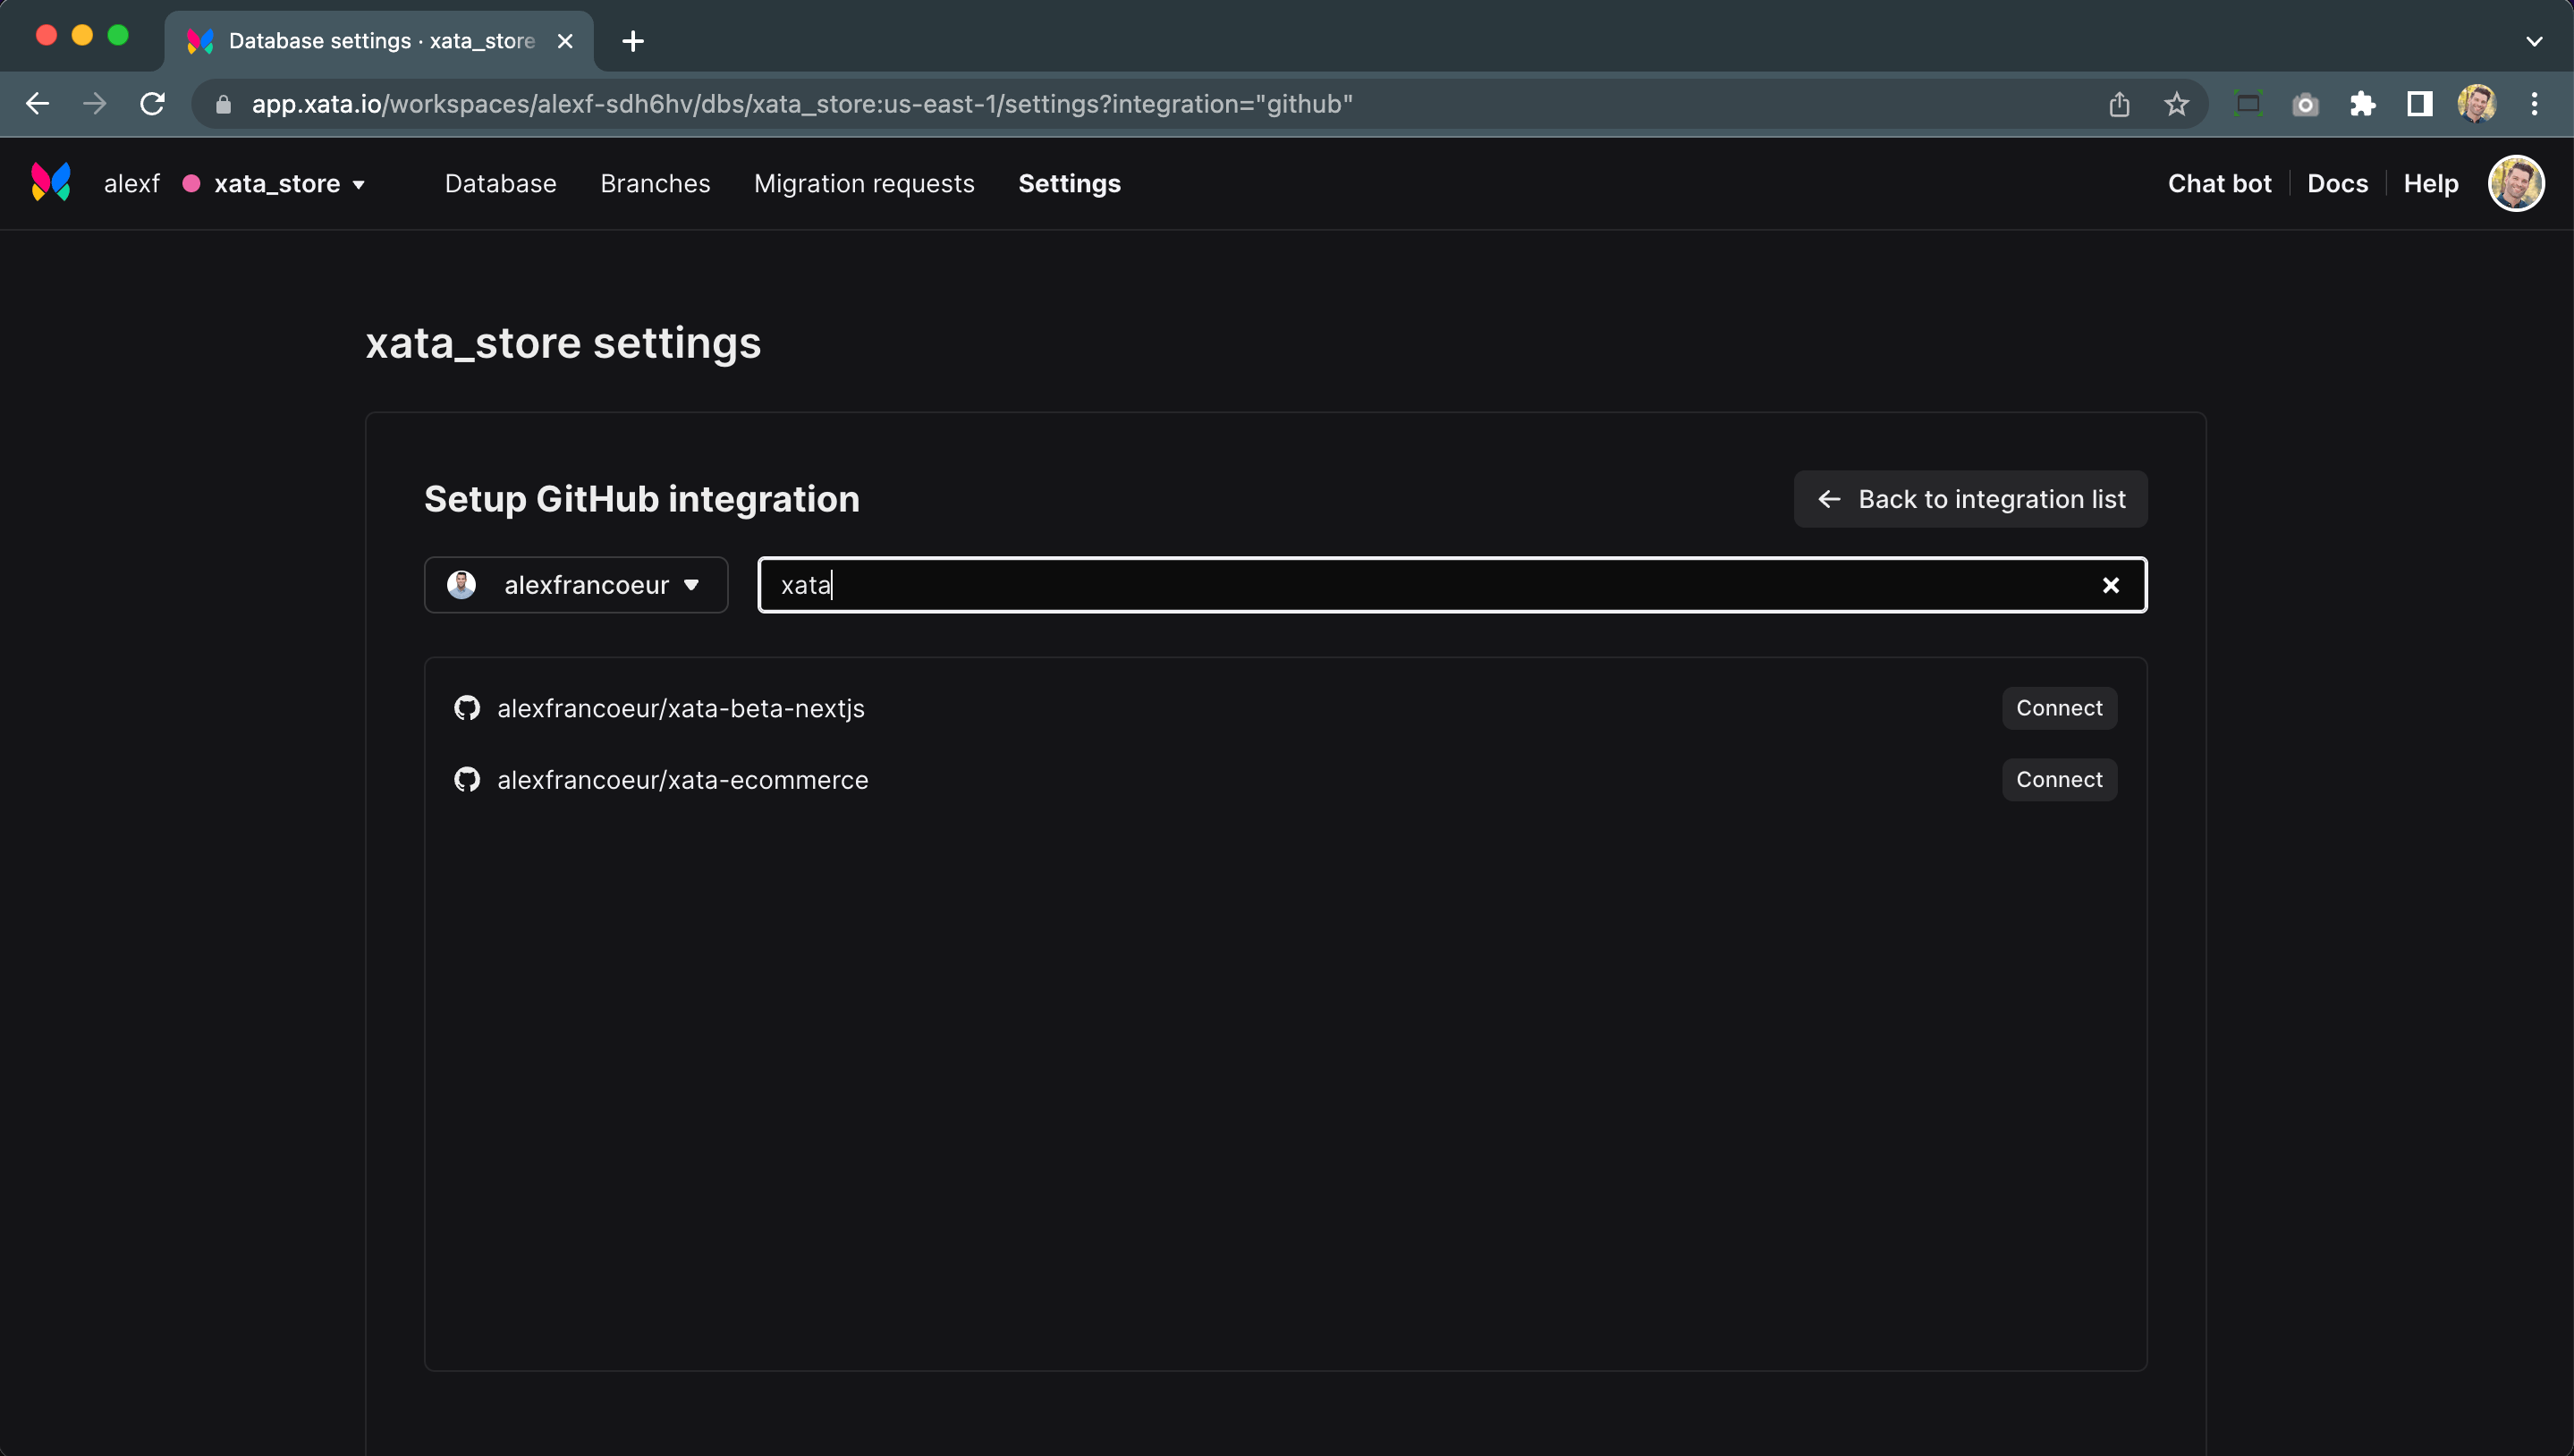 Database settings · xata_store
app.xata.io/workspaces/alexf-sdh6hv/dbs/xata_store:us-east-1/settings?integration="github"
alexf xata_store Database Branches Migration requests Settings Chat bot Docs Help
xata_store settings
Setup GitHub integration Back to integration list
alexfrancoeur xata
alexfrancoeur/xata-beta-nextjs Connect
alexfrancoeur/xata-ecommerce Connect